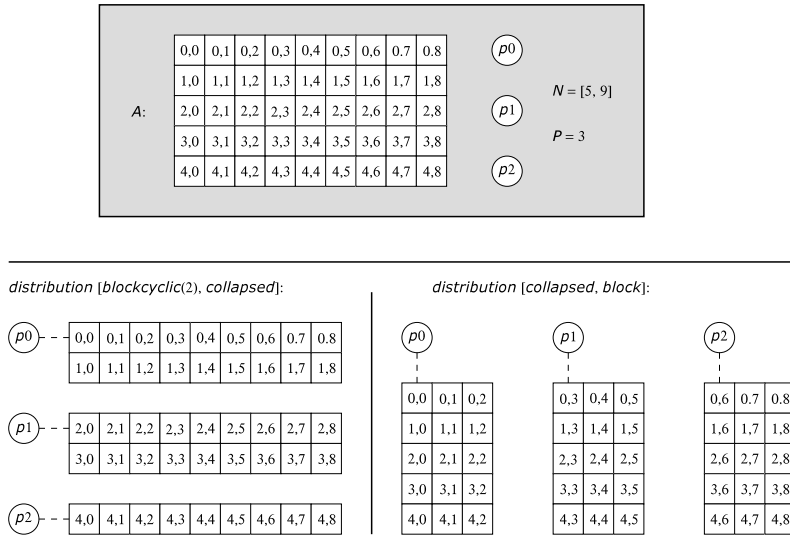 0,0 0,1 0,2 0,3 0,4 0,5 0,6 0.7 0.8 p0
1,0 1,1 1,2 1,3 1,4 1,5 1,6 1,7 1,8
N = [5, 9]
A: 2,0 2,1 2,2 2,3 2,4 2,5 2,6 2,7 2,8 p1
P = 3
3,0 3,1 3,2 3,3 3,4 3,5 3,6 3,7 3,8
4,0 4,1 4,2 4,3 4,4 4,5 4,6 4,7 4,8 p2
distribution [blockcyclic(2), collapsed]:
p0 0,0 0,1 0,2 0,3 0,4 0,5 0,6 0.7 0.8
1,0 1,1 1,2 1,3 1,4 1,5 1,6 1,7 1,8
p1 2,0 2,1 2,2 2,3 2,4 2,5 2,6 2,7 2,8
3,0 3,1 3,2 3,3 3,4 3,5 3,6 3,7 3,8
p2 4,0 4,1 4,2 4,3 4,4 4,5 4,6 4,7 4,8
distribution [collapsed, block]:
p0 p1 p2
0,0 0,1 0,2 0,3 0,4 0,5 0,6 0.7 0.8
1,0 1,1 1,2 1,3 1,4 1,5 1,6 1,7 1,8
2,0 2,1 2,2 2,3 2,4 2,5 2,6 2,7 2,8
3,0 3,1 3,2 3,3 3,4 3,5 3,6 3,7 3,8
4,0 4,1 4,2 4,3 4,4 4,5 4,6 4,7 4,8